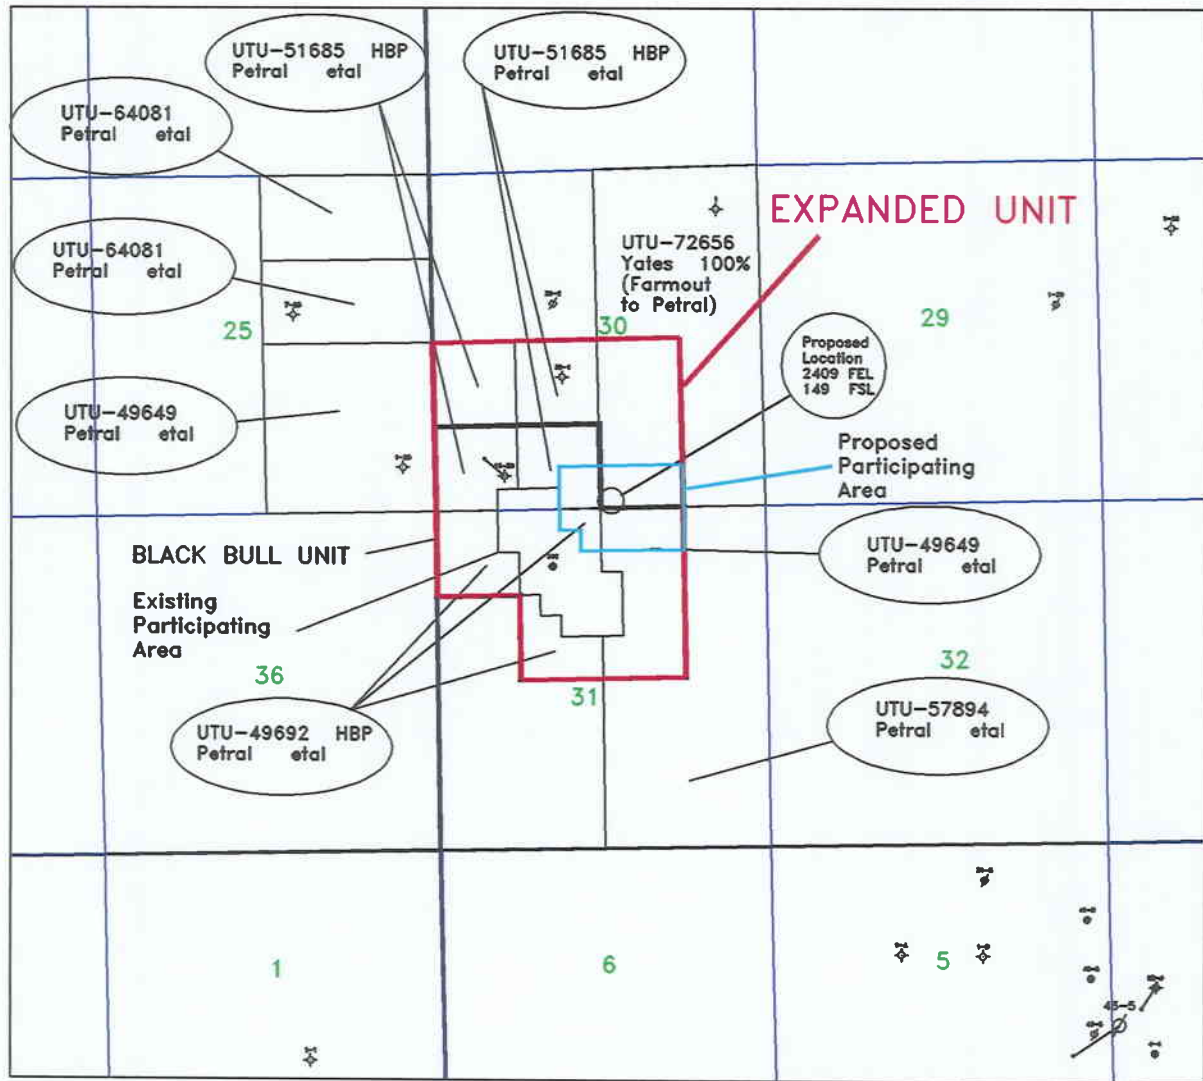 UTU-51685 HBP
Petral etal
UTU-51685 HBP
Petral etal
UTU-64081
Petral etal
EXPANDED UNIT
UTU-72656
Yates 100%
(Farmout
to Petral)
UTU-64081
Petral etal
25
30
29
Proposed
Location
2409 FEL
149 FSL
UTU-49649
Petral etal
Proposed
Participating
Area
BLACK BULL UNIT
UTU-49649
Petral etal
Existing
Participating
Area
36
31
32
UTU-49692 HBP
Petral etal
UTU-57894
Petral etal
1
6
5
45-5